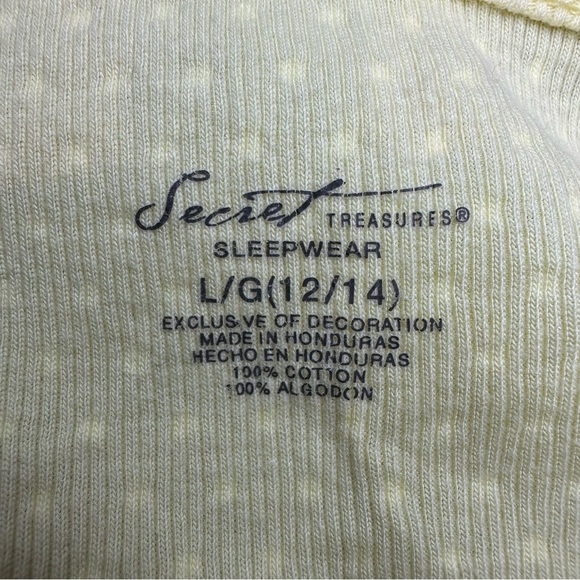 Secret TREASURES®
SLEEPWEAR
L/G(12/14)
EXCLUSIVE OF DECORATION
MADE IN HONDURAS
HECHO EN HONDURAS
100% COTTON
100% ALGODON